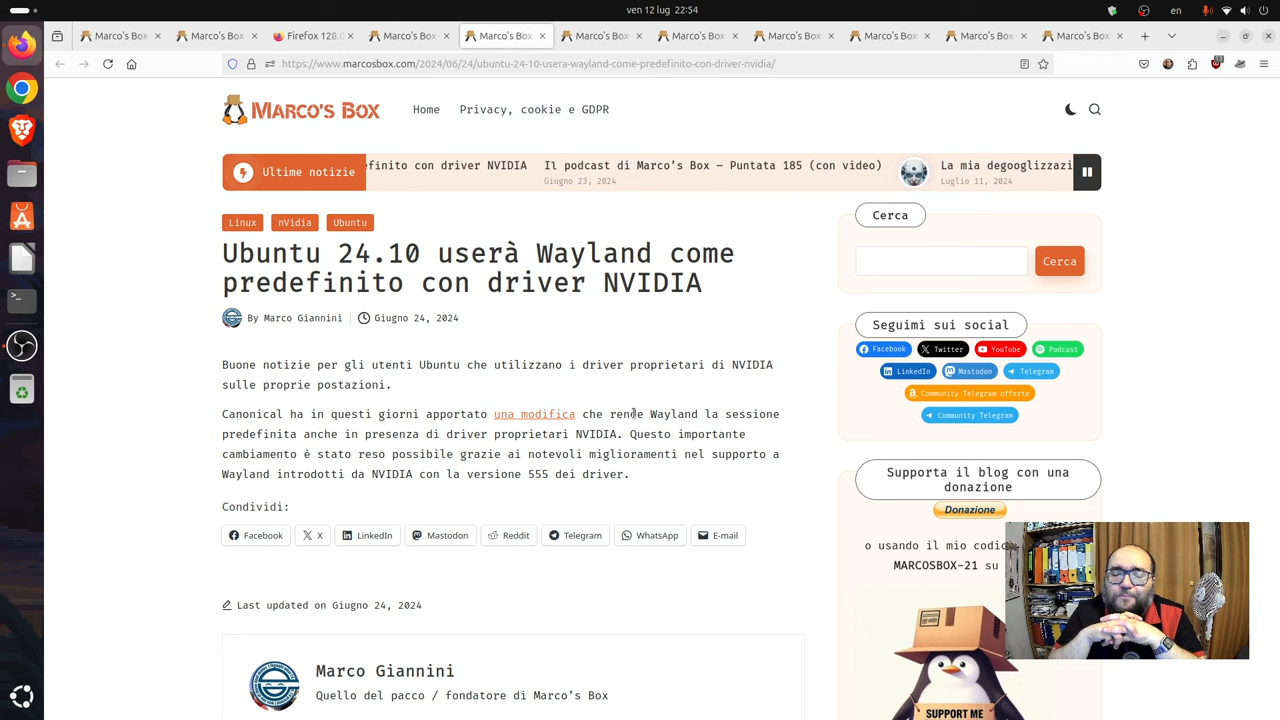 ven 12 lug 22:54
en
Marco's Box
Marco's Box
Firefox 128.0
Marco's Box
Marco's Box
Marco's Box
Marco's Box
Marco's Box
Marco's Box
Marco's Box
Marco's Box
https://www.marcosbox.com/2024/06/24/ubuntu-24-10-usera-wayland-come-predefinito-con-driver-nvidia/
13
MARCO'S BOX
Home
Privacy, cookie e GDPR
Ultime notizie
efinito con driver NVIDIA
Il podcast di Marco's Box – Puntata 185 (con video)
Giugno 23, 2024
La mia degooglizzazi
Luglio 11, 2024
Linux
nVidia
Ubuntu
Ubuntu 24.10 userà Wayland come
predefinito con driver NVIDIA
By Marco Giannini
Giugno 24, 2024
Buone notizie per gli utenti Ubuntu che utilizzano i driver proprietari di NVIDIA
sulle proprie postazioni.
Canonical ha in questi giorni apportato una modifica che rende Wayland la sessione
predefinita anche in presenza di driver proprietari NVIDIA. Questo importante
cambiamento è stato reso possibile grazie ai notevoli miglioramenti nel supporto a
Wayland introdotti da NVIDIA con la versione 555 dei driver.
Condividi:
Facebook
X
LinkedIn
Mastodon
Reddit
Telegram
WhatsApp
E-mail
Last updated on Giugno 24, 2024
Marco Giannini
Quello del pacco / fondatore di Marco's Box
Cerca
Cerca
Seguimi sui social
Facebook
Twitter
YouTube
Podcast
LinkedIn
Mastodon
Telegram
Community Telegram offerte
Community Telegram
Supporta il blog con una
donazione
Donazione
o usando il mio codic
MARCOSBOX-21 su
SUPPORT ME